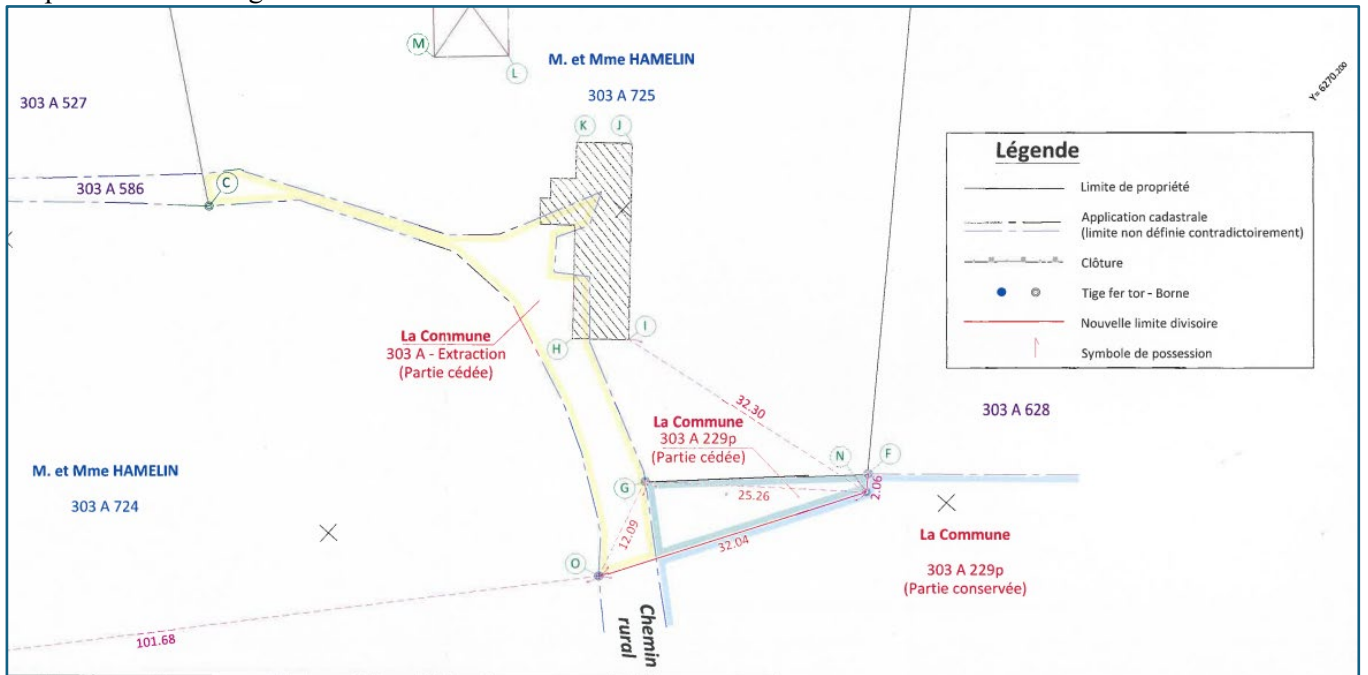 M
L
M. et Mme HAMELIN
303 A 725
Y= 6270.200
303 A 527
K
J
303 A 586
C
Légende
Limite de propriété
Application cadastrale
(limite non définie contradictoirement)
Clôture
Tige fer tor - Borne
Nouvelle limite divisoire
Symbole de possession
La Commune
303 A - Extraction
(Partie cédée)
H
I
32.30
303 A 628
La Commune
303 A 229p
(Partie cédée)
N
F
M. et Mme HAMELIN
303 A 724
G
25.26
2.06
12.09
32.04
O
La Commune
303 A 229p
(Partie conservée)
Chemin
rural
101.68